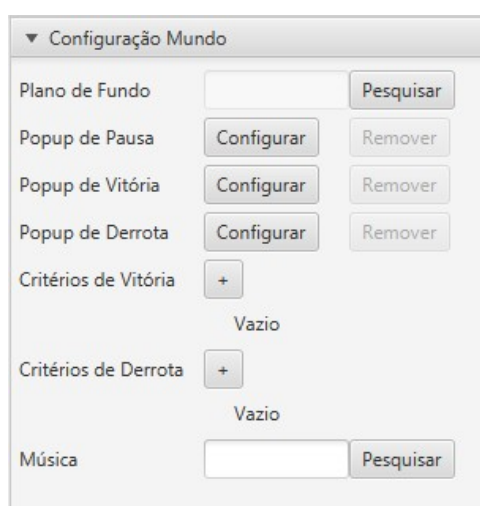 Configuração Mundo
Plano de Fundo Pesquisar
Popup de Pausa Configurar Remover
Popup de Vitória Configurar Remover
Popup de Derrota Configurar Remover
Critérios de Vitória +
Vazio
Critérios de Derrota +
Vazio
Música Pesquisar